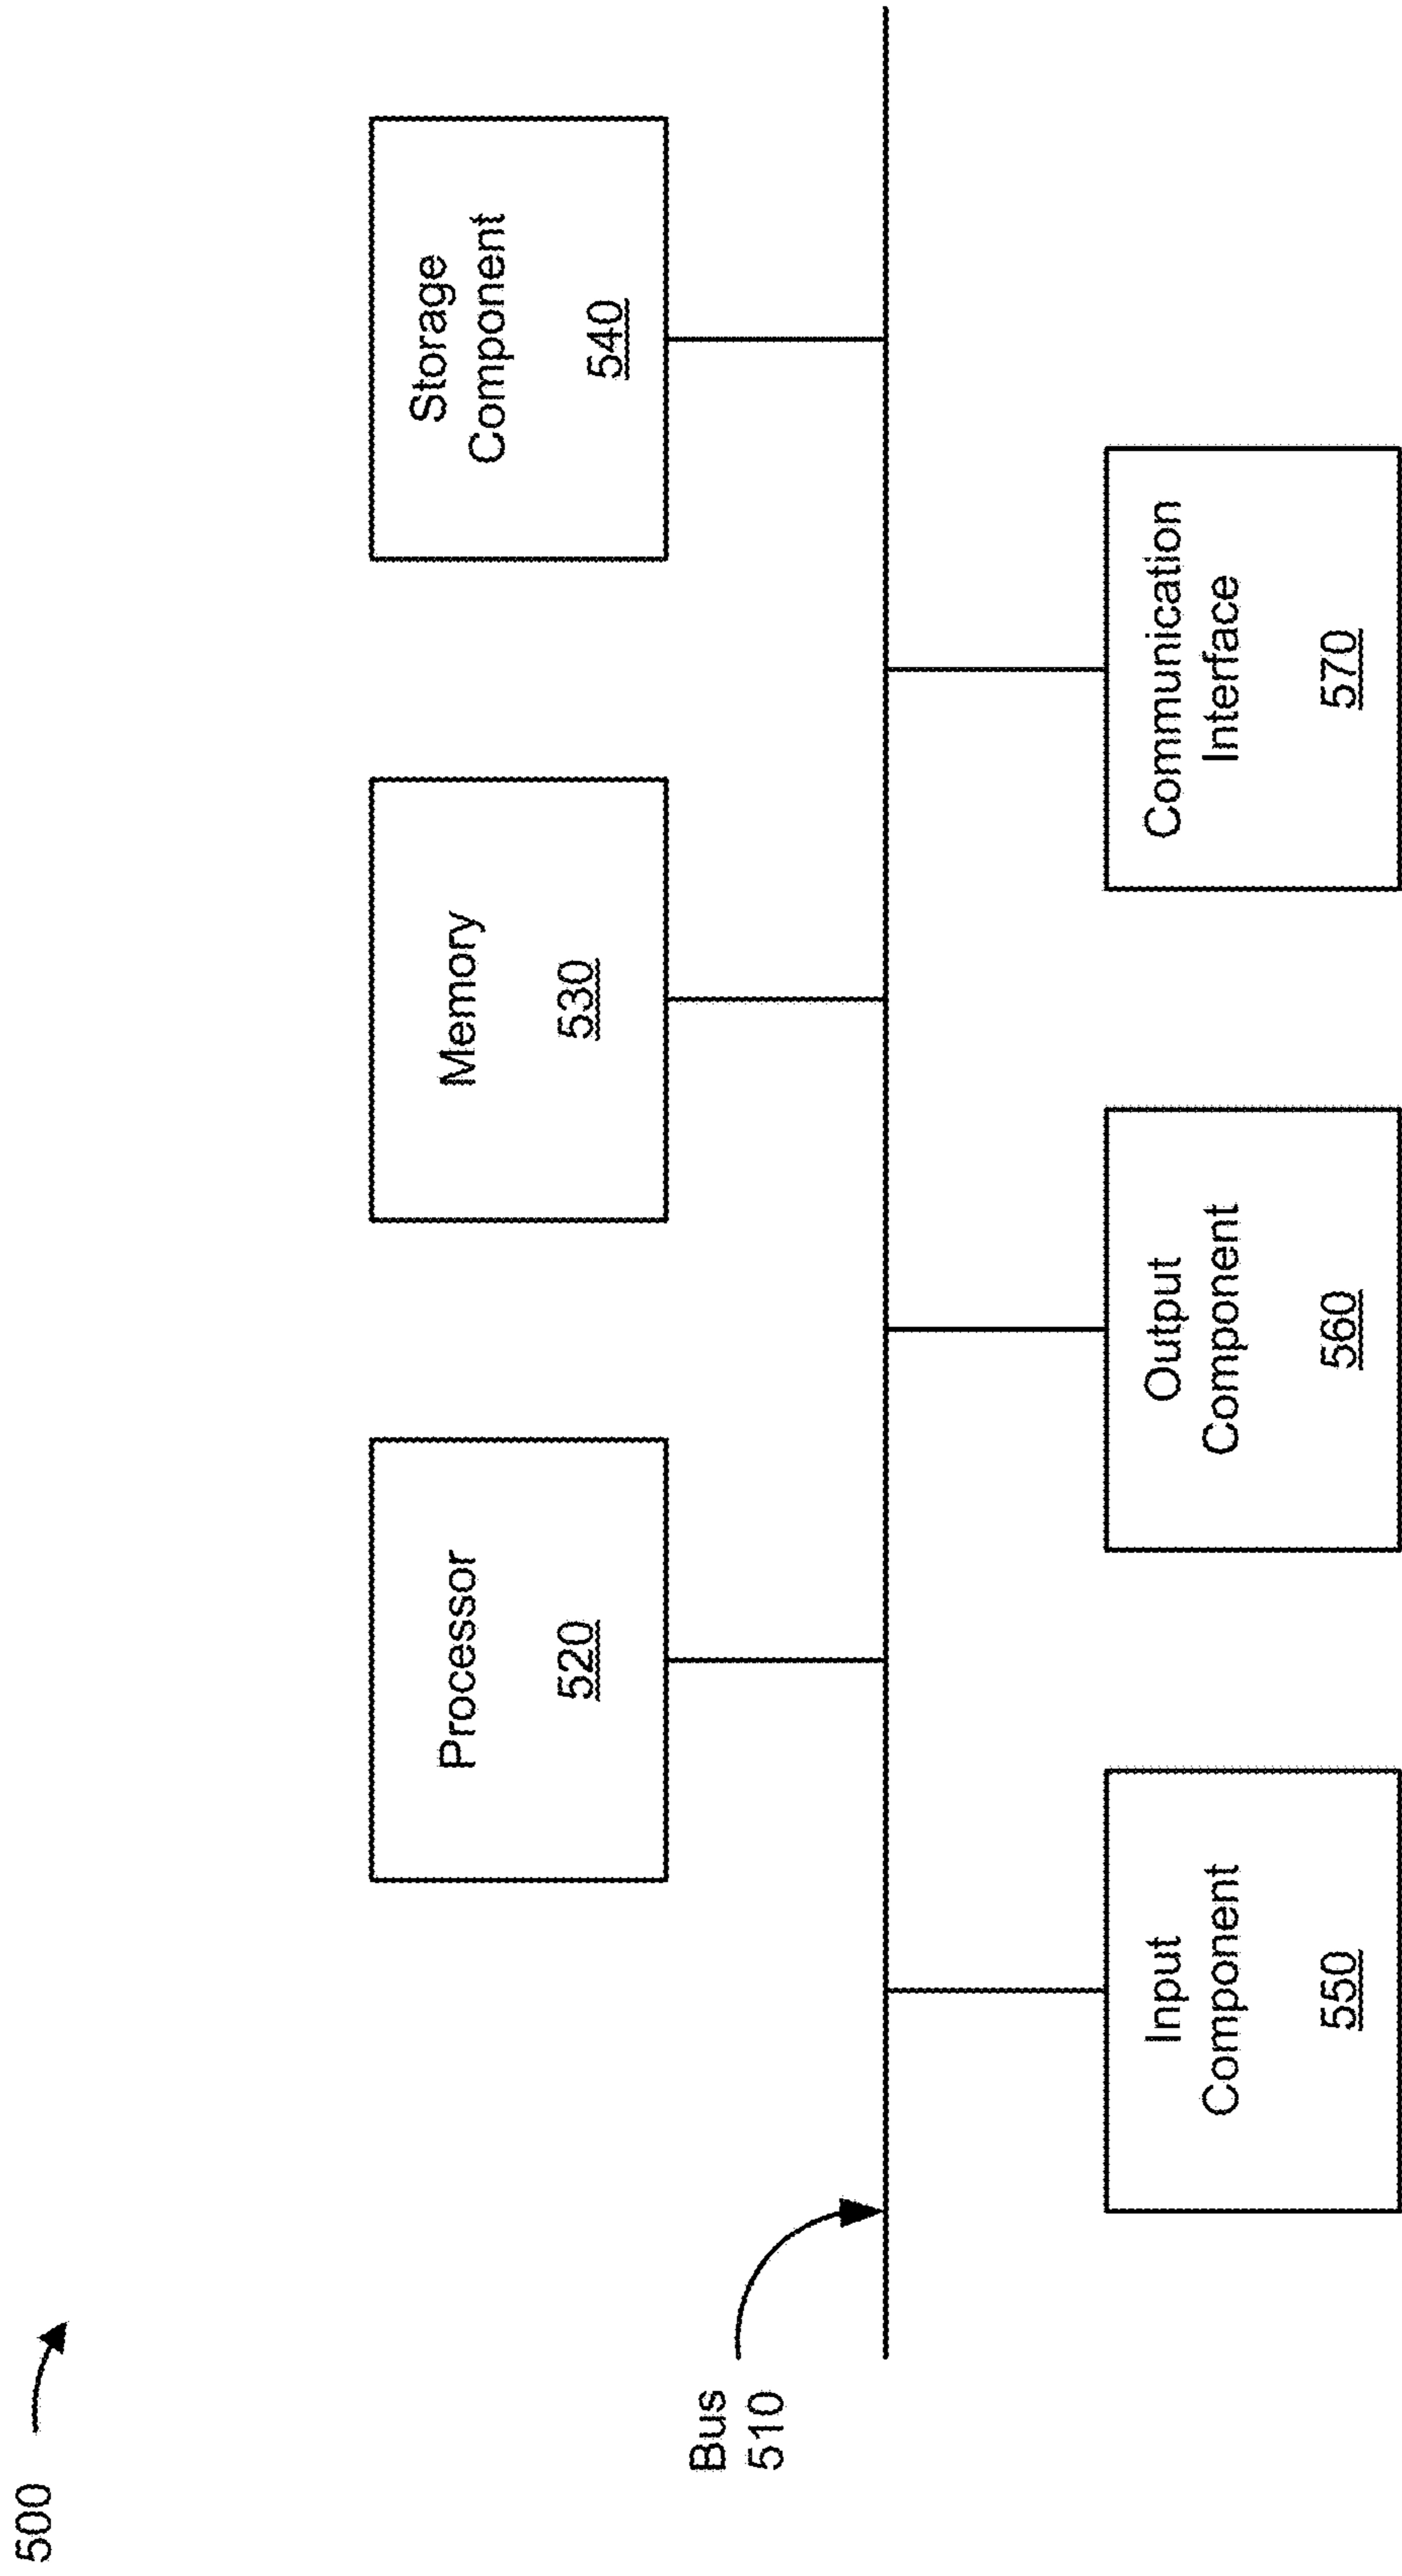 500
Processor
520
Memory
530
Storage
Component
540
Bus
510
Input
Component
550
Output
Component
560
Communication
Interface
570